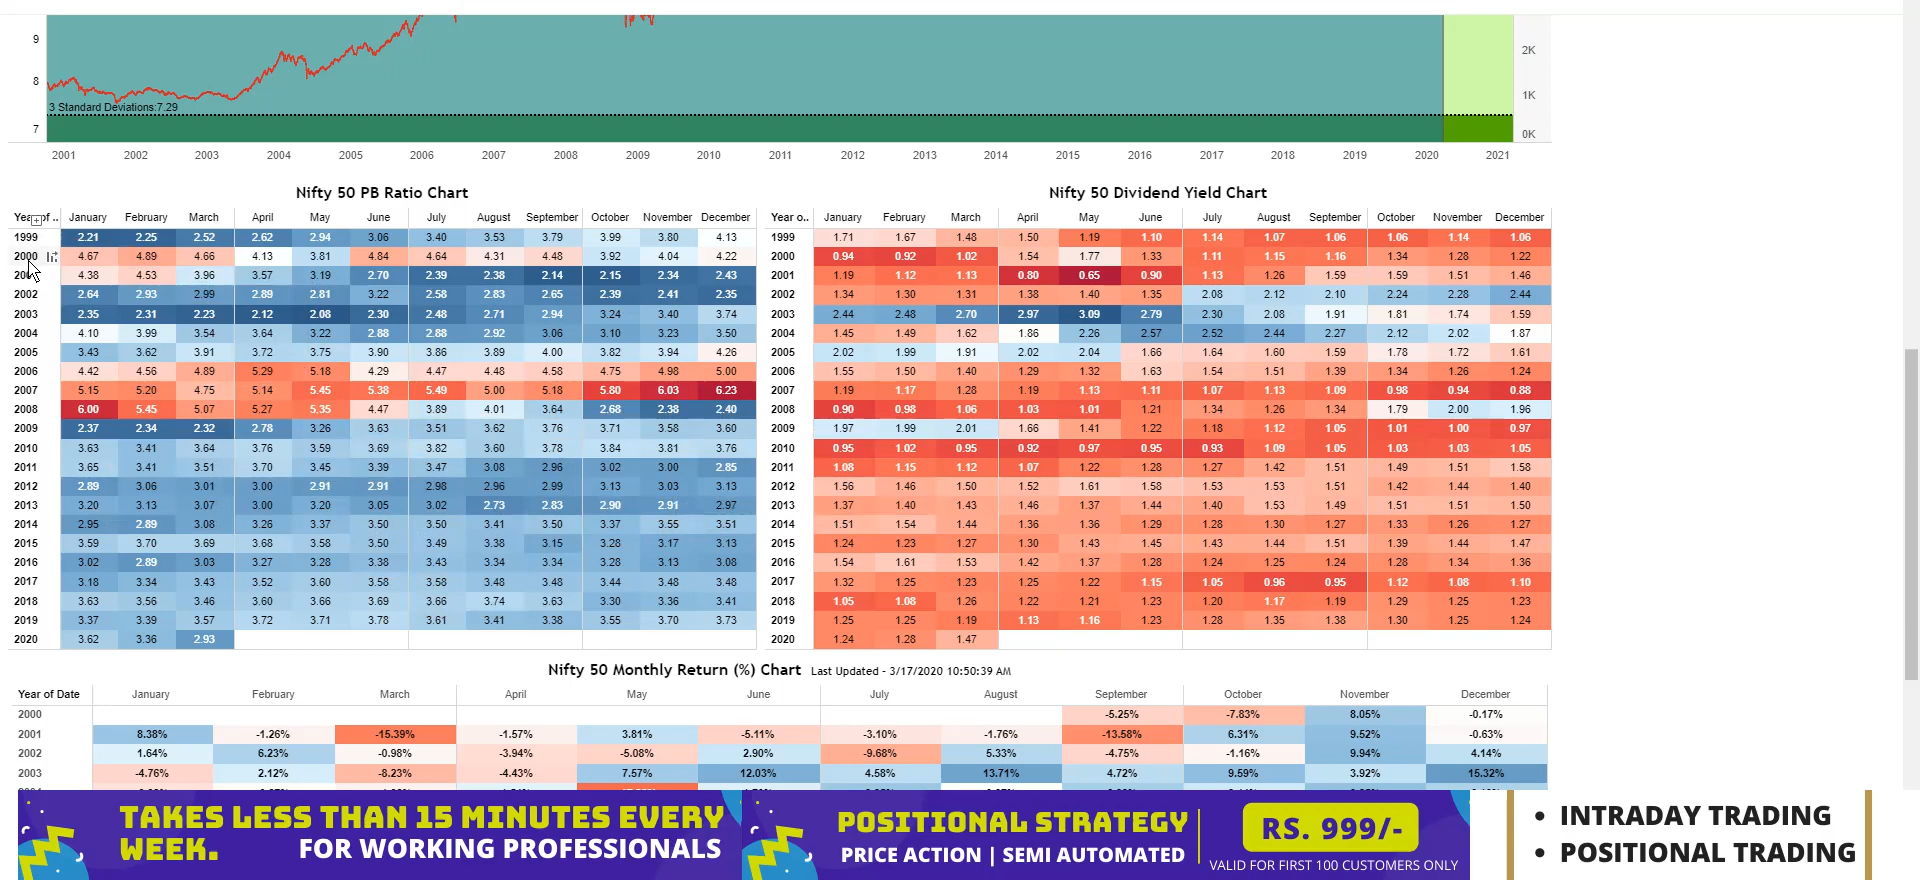 9
8
7
3 Standard Deviations:7.29
2K
1K
0K
2001 2002 2003 2004 2005 2006 2007 2008 2009 2010 2011 2012 2013 2014 2015 2016 2017 2018 2019 2020 2021
Nifty 50 PB Ratio Chart
January February March April May June July August September October November December
1999 2.21 2.25 2.52 2.62 2.94 3.06 3.40 3.53 3.79 3.99 3.80 4.13
2000 4.67 4.89 4.66 4.13 3.81 4.84 4.64 4.31 4.48 3.92 4.04 4.22
4.38 4.53 3.96 3.57 3.19 2.70 2.39 2.38 2.14 2.15 2.34 2.43
2002 2.64 2.93 2.99 2.89 2.81 3.22 2.58 2.83 2.65 2.39 2.41 2.35
2003 2.35 2.31 2.23 2.12 2.08 2.30 2.48 2.71 2.94 3.24 3.40 3.74
2004 4.10 3.99 3.54 3.64 3.22 2.88 2.88 2.92 3.06 3.10 3.23 3.50
2005 3.43 3.62 3.91 3.72 3.75 3.90 3.86 3.89 4.00 3.82 3.94 4.26
2006 4.42 4.56 4.89 5.29 5.18 4.29 4.47 4.48 4.58 4.75 4.98 5.00
2007 5.15 5.20 4.75 5.14 5.45 5.38 5.49 5.00 5.18 5.80 6.03 6.23
2008 6.00 5.45 5.07 5.27 5.35 4.47 3.89 4.01 3.64 2.68 2.38 2.40
2009 2.37 2.34 2.32 2.78 3.26 3.63 3.51 3.62 3.76 3.71 3.58 3.60
2010 3.63 3.41 3.64 3.76 3.59 3.69 3.82 3.60 3.78 3.84 3.81 3.76
2011 3.65 3.41 3.51 3.70 3.45 3.39 3.47 3.08 2.96 3.02 3.00 2.85
2012 2.89 3.06 3.01 3.00 2.91 2.91 2.98 2.96 2.99 3.13 3.03 3.13
2013 3.20 3.13 3.07 3.00 3.20 3.05 3.02 2.73 2.83 2.90 2.91 2.97
2014 2.95 2.89 3.08 3.26 3.37 3.50 3.50 3.41 3.50 3.37 3.55 3.51
2015 3.59 3.70 3.69 3.68 3.58 3.50 3.49 3.38 3.15 3.28 3.17 3.13
2016 3.02 2.89 3.03 3.27 3.28 3.38 3.43 3.34 3.34 3.28 3.13 3.08
2017 3.18 3.34 3.43 3.52 3.60 3.58 3.58 3.48 3.48 3.44 3.48 3.48
2018 3.63 3.56 3.46 3.60 3.66 3.69 3.66 3.74 3.63 3.30 3.36 3.41
2019 3.37 3.39 3.57 3.72 3.71 3.78 3.61 3.41 3.38 3.55 3.70 3.73
2020 3.62 3.36 2.93
Nifty 50 Dividend Yield Chart
Year o.. January February March April May June July August September October November December
1999 1.71 1.67 1.48 1.50 1.19 1.10 1.14 1.07 1.06 1.06 1.14 1.06
2000 0.94 0.92 1.02 1.54 1.77 1.33 1.11 1.15 1.16 1.34 1.28 1.22
2001 1.19 1.12 1.13 0.80 0.65 0.90 1.13 1.26 1.59 1.59 1.51 1.46
2002 1.34 1.30 1.31 1.38 1.40 1.35 2.08 2.12 2.10 2.24 2.28 2.44
2003 2.44 2.48 2.70 2.97 3.09 2.79 2.30 2.08 1.91 1.81 1.74 1.59
2004 1.45 1.49 1.62 1.86 2.26 2.57 2.52 2.44 2.27 2.12 2.02 1.87
2005 2.02 1.99 1.91 2.02 2.04 1.66 1.64 1.60 1.59 1.78 1.72 1.61
2006 1.55 1.50 1.40 1.29 1.32 1.63 1.54 1.51 1.39 1.34 1.26 1.24
2007 1.19 1.17 1.28 1.19 1.13 1.11 1.07 1.13 1.09 0.98 0.94 0.88
2008 0.90 0.98 1.06 1.03 1.01 1.21 1.34 1.26 1.34 1.79 2.00 1.96
2009 1.97 1.99 2.01 1.66 1.41 1.22 1.18 1.12 1.05 1.01 1.00 0.97
2010 0.95 1.02 0.95 0.92 0.97 0.95 0.93 1.09 1.05 1.03 1.03 1.05
2011 1.08 1.15 1.12 1.07 1.22 1.28 1.27 1.42 1.51 1.49 1.51 1.58
2012 1.56 1.46 1.50 1.52 1.61 1.58 1.53 1.53 1.51 1.42 1.44 1.40
2013 1.37 1.40 1.43 1.46 1.37 1.44 1.40 1.53 1.49 1.51 1.51 1.50
2014 1.51 1.54 1.44 1.36 1.36 1.29 1.28 1.30 1.27 1.33 1.26 1.27
2015 1.24 1.23 1.27 1.30 1.43 1.45 1.43 1.44 1.51 1.39 1.44 1.47
2016 1.54 1.61 1.53 1.42 1.37 1.28 1.24 1.25 1.24 1.28 1.34 1.36
2017 1.32 1.25 1.23 1.25 1.22 1.15 1.05 0.96 0.95 1.12 1.08 1.10
2018 1.05 1.08 1.26 1.22 1.21 1.23 1.20 1.17 1.19 1.29 1.25 1.23
2019 1.25 1.25 1.19 1.13 1.16 1.23 1.28 1.35 1.38 1.30 1.25 1.24
2020 1.24 1.28 1.47
Nifty 50 Monthly Return (%) Chart Last Updated - 3/17/2020 10:50:39 AM
Year of Date January February March April May June July August September October November December
2000 -5.25% -7.83% 8.05% -0.17%
2001 8.38% -1.26% -15.39% -1.57% 3.81% -5.11% -3.10% -1.76% -13.58% 6.31% 9.52% -0.63%
2002 1.64% 6.23% -0.98% -3.94% -5.08% 2.90% -9.68% 5.33% -4.75% -1.16% 9.94% 4.14%
2003 -4.76% 2.12% -8.23% -4.43% 7.57% 12.03% 4.58% 13.71% 4.72% 9.59% 3.92% 15.32%
TAKES LESS THAN 15 MINUTES EVERY
WEEK. FOR WORKING PROFESSIONALS
POSITIONAL STRATEGY
PRICE ACTION | SEMI AUTOMATED
RS. 999/-
VALID FOR FIRST 100 CUSTOMERS ONLY
• INTRADAY TRADING
• POSITIONAL TRADING